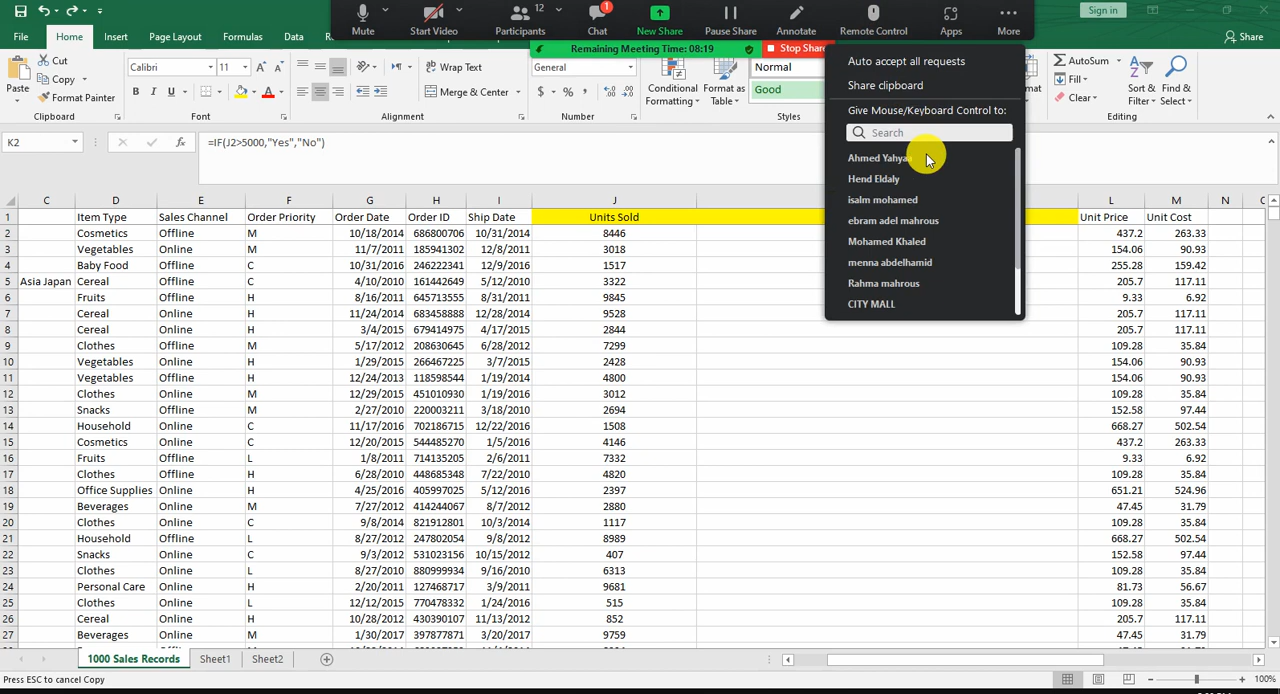 Mute Start Video Participants 12 Chat 1 New Share Pause Share Annotate Remote Control Apps More
Sign in
File Home Insert Page Layout Formulas Data Share
Remaining Meeting Time: 08:19 Stop Share
Auto accept all requests
Share clipboard
Give Mouse/Keyboard Control to:
Search
Ahmed Yahyaa
Hend Eldaly
isalm mohamed
ebram adel mahrous
Mohamed Khaled
menna abdelhamid
Rahma mahrous
CITY MALL
Paste Cut Copy Format Painter
Clipboard
Calibri 11
B I U
Font
Wrap Text
Merge & Center
Alignment
General
$ % ,
Number
Conditional Formatting Format as Table Normal Good
Styles
AutoSum Fill Clear Sort & Filter Find & Select
Editing
K2 fx =IF(J2>5000,"Yes","No")
C D E F G H I J L M N
1 Item Type Sales Channel Order Priority Order Date Order ID Ship Date Units Sold Unit Price Unit Cost
2 Cosmetics Offline M 10/18/2014 686800706 10/31/2014 8446 437.2 263.33
3 Vegetables Online M 11/7/2011 185941302 12/8/2011 3018 154.06 90.93
4 Baby Food Offline C 10/31/2016 246222341 12/9/2016 1517 255.28 159.42
5 Asia Japan Cereal Offline C 4/10/2010 161442649 5/12/2010 3322 205.7 117.11
6 Fruits Offline H 8/16/2011 645713555 8/31/2011 9845 9.33 6.92
7 Cereal Online H 11/24/2014 683458888 12/28/2014 9528 205.7 117.11
8 Cereal Online H 3/4/2015 679414975 4/17/2015 2844 205.7 117.11
9 Clothes Offline M 5/17/2012 208630645 6/28/2012 7299 109.28 35.84
10 Vegetables Online H 1/29/2015 266467225 3/7/2015 2428 154.06 90.93
11 Vegetables Offline H 12/24/2013 118598544 1/19/2014 4800 154.06 90.93
12 Clothes Online M 12/29/2015 451010930 1/19/2016 3012 109.28 35.84
13 Snacks Offline M 2/27/2010 220003211 3/18/2010 2694 152.58 97.44
14 Household Online C 11/17/2016 702186715 12/22/2016 1508 668.27 502.54
15 Cosmetics Online C 12/20/2015 544485270 1/5/2016 4146 437.2 263.33
16 Fruits Online L 1/8/2011 714135205 2/6/2011 7332 9.33 6.92
17 Clothes Offline H 6/28/2010 448685348 7/22/2010 4820 109.28 35.84
18 Office Supplies Online H 4/25/2016 405997025 5/12/2016 2397 651.21 524.96
19 Beverages Online M 7/27/2012 414244067 8/7/2012 2880 47.45 31.79
20 Clothes Online C 9/8/2014 821912801 10/3/2014 1117 109.28 35.84
21 Household Offline L 8/27/2012 247802054 9/8/2012 8989 668.27 502.54
22 Snacks Online C 9/3/2012 531023156 10/15/2012 407 152.58 97.44
23 Clothes Online L 8/27/2010 880999934 9/16/2010 6313 109.28 35.84
24 Personal Care Online H 2/20/2011 127468717 3/9/2011 9681 81.73 56.67
25 Clothes Online L 12/12/2015 770478332 1/24/2016 515 109.28 35.84
26 Cereal Online H 10/28/2012 430390107 11/13/2012 852 205.7 117.11
27 Beverages Online M 1/30/2017 397877871 3/20/2017 9759 47.45 31.79
1000 Sales Records Sheet1 Sheet2
Press ESC to cancel Copy 100%